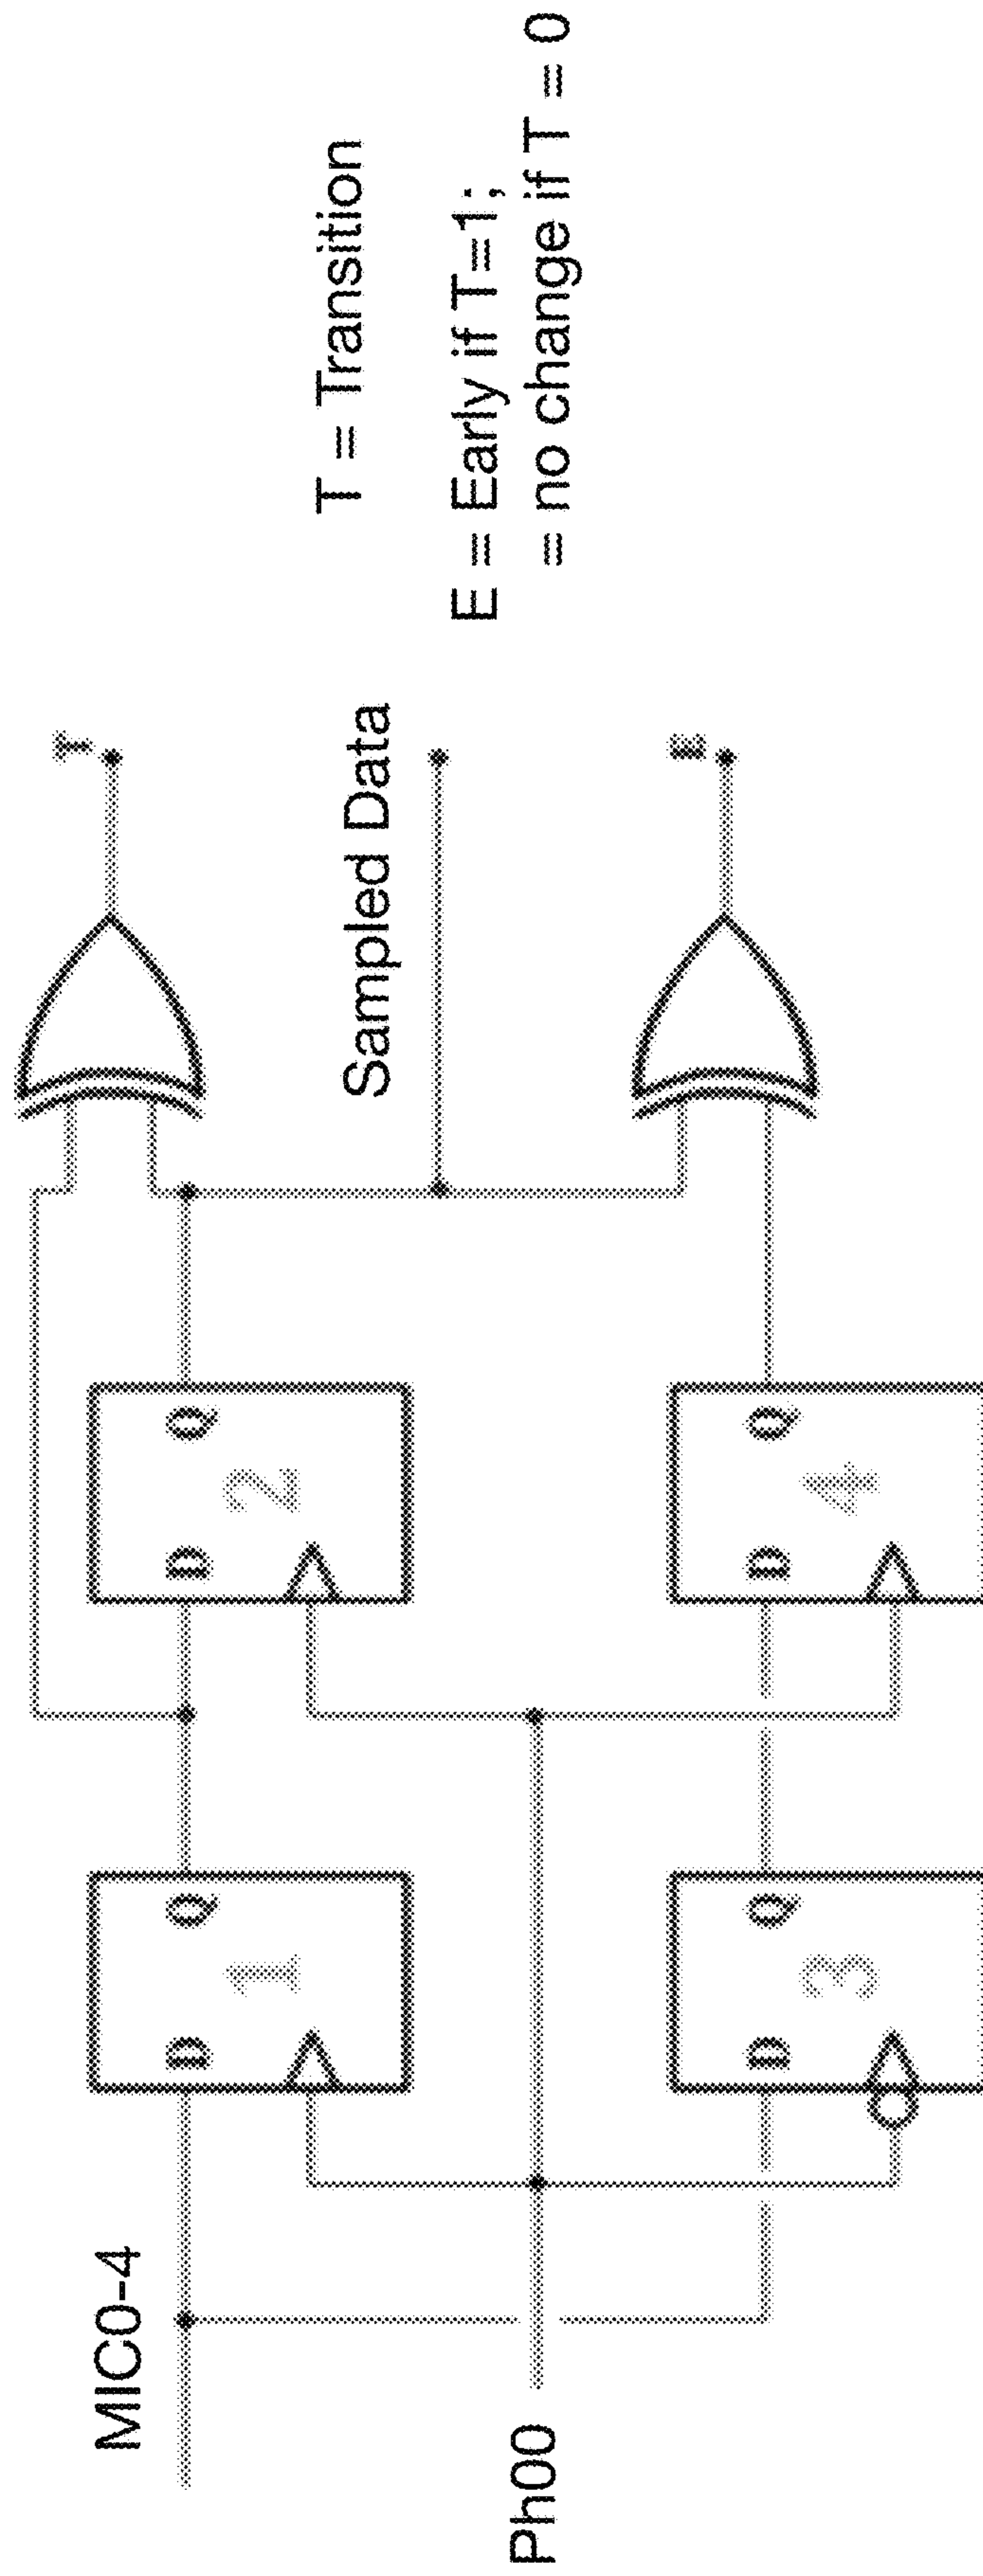 MIC0-4
Ph00
D Q
1
D Q
2
D Q
3
D Q
4
T
Sampled Data
E
T = Transition
E = Early if T=1;
= no change if T = 0